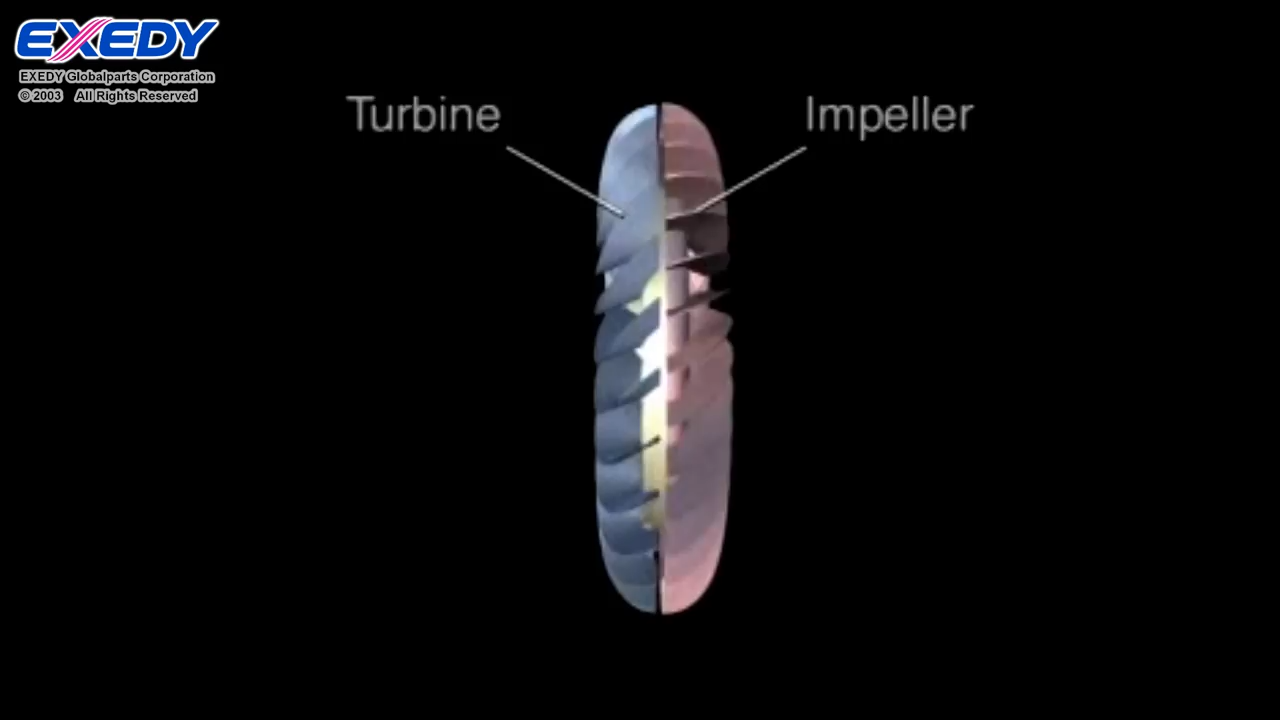 EXEDY
EXEDY Globalparts Corporation
© 2003 All Rights Reserved
Turbine
Impeller